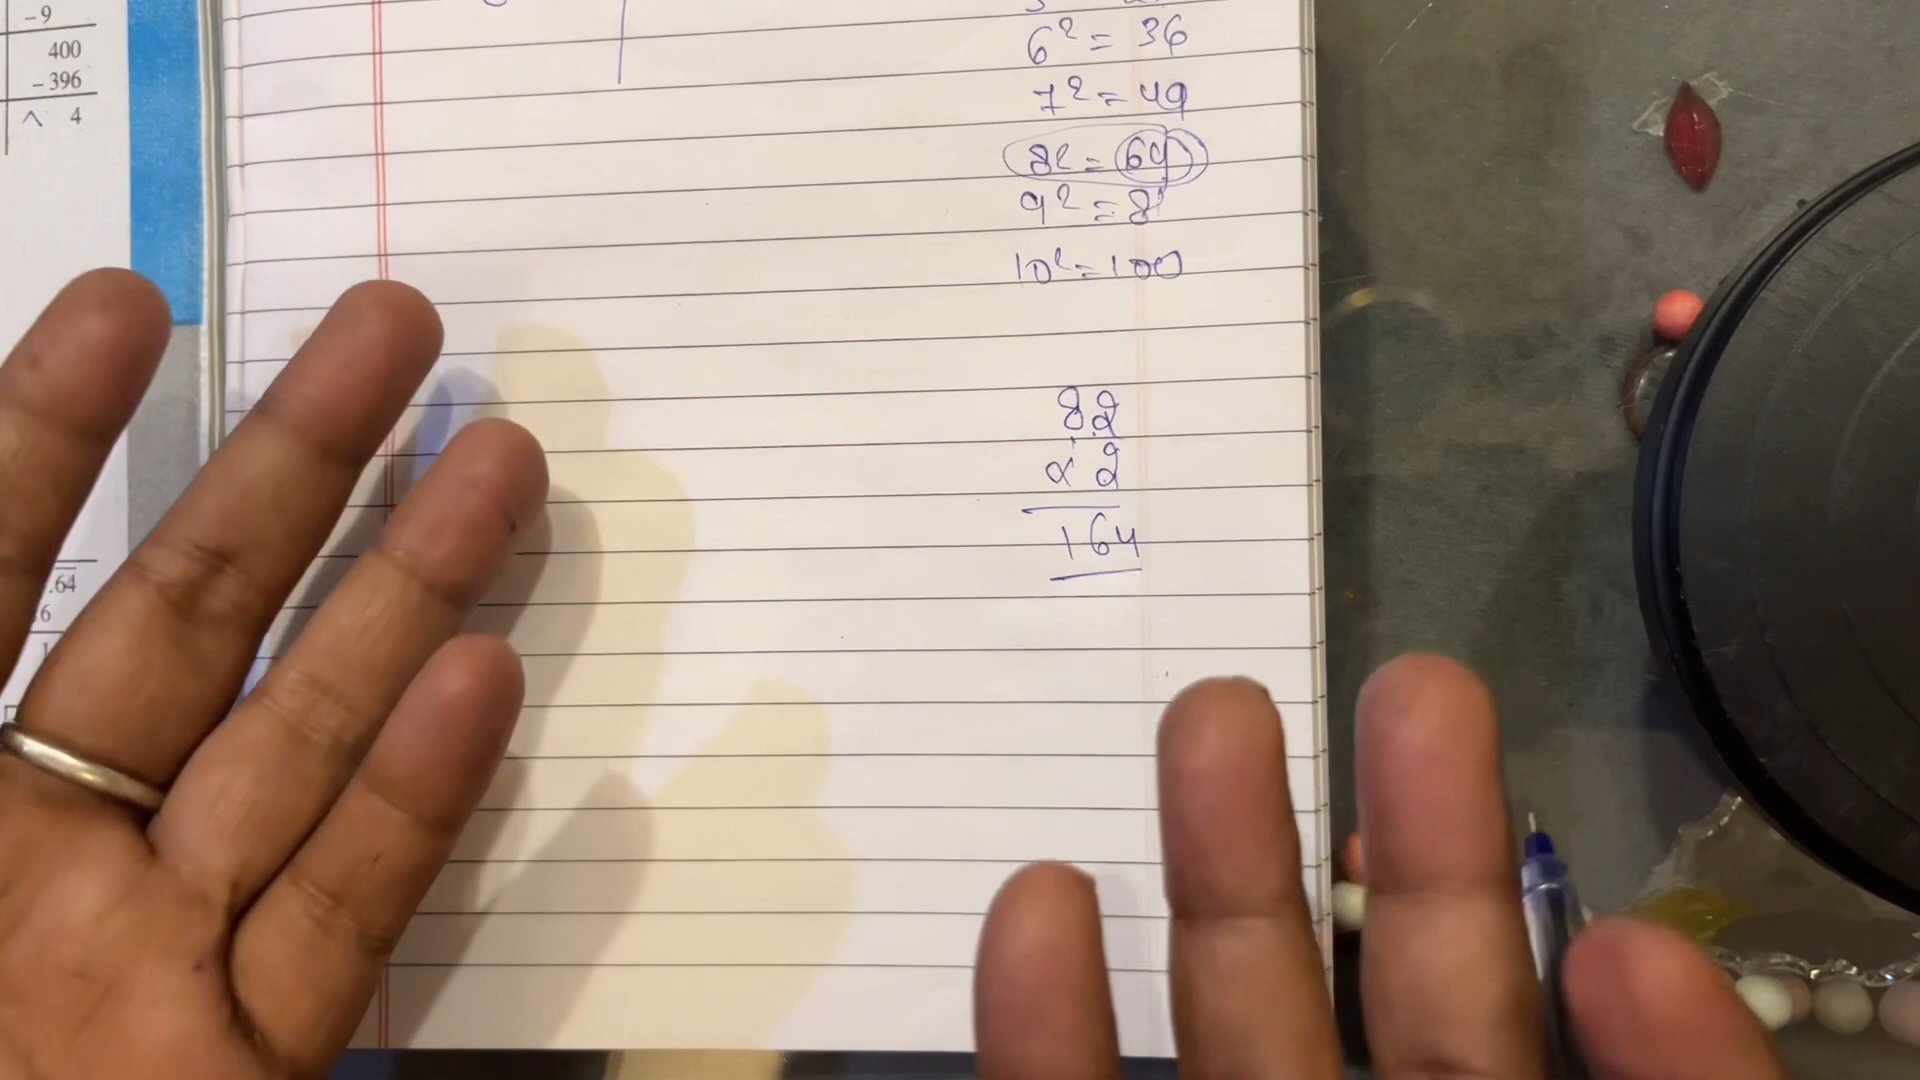 -9
400
-396
^ 4
.64
6
6² = 36
7² = 49
8² = 64
9² = 81
10² = 100
82
× 2
164